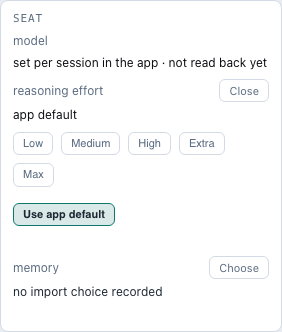 SEAT
model
set per session in the app · not read back yet
reasoning effort Close
app default
Low Medium High Extra
Max
Use app default
memory Choose
no import choice recorded